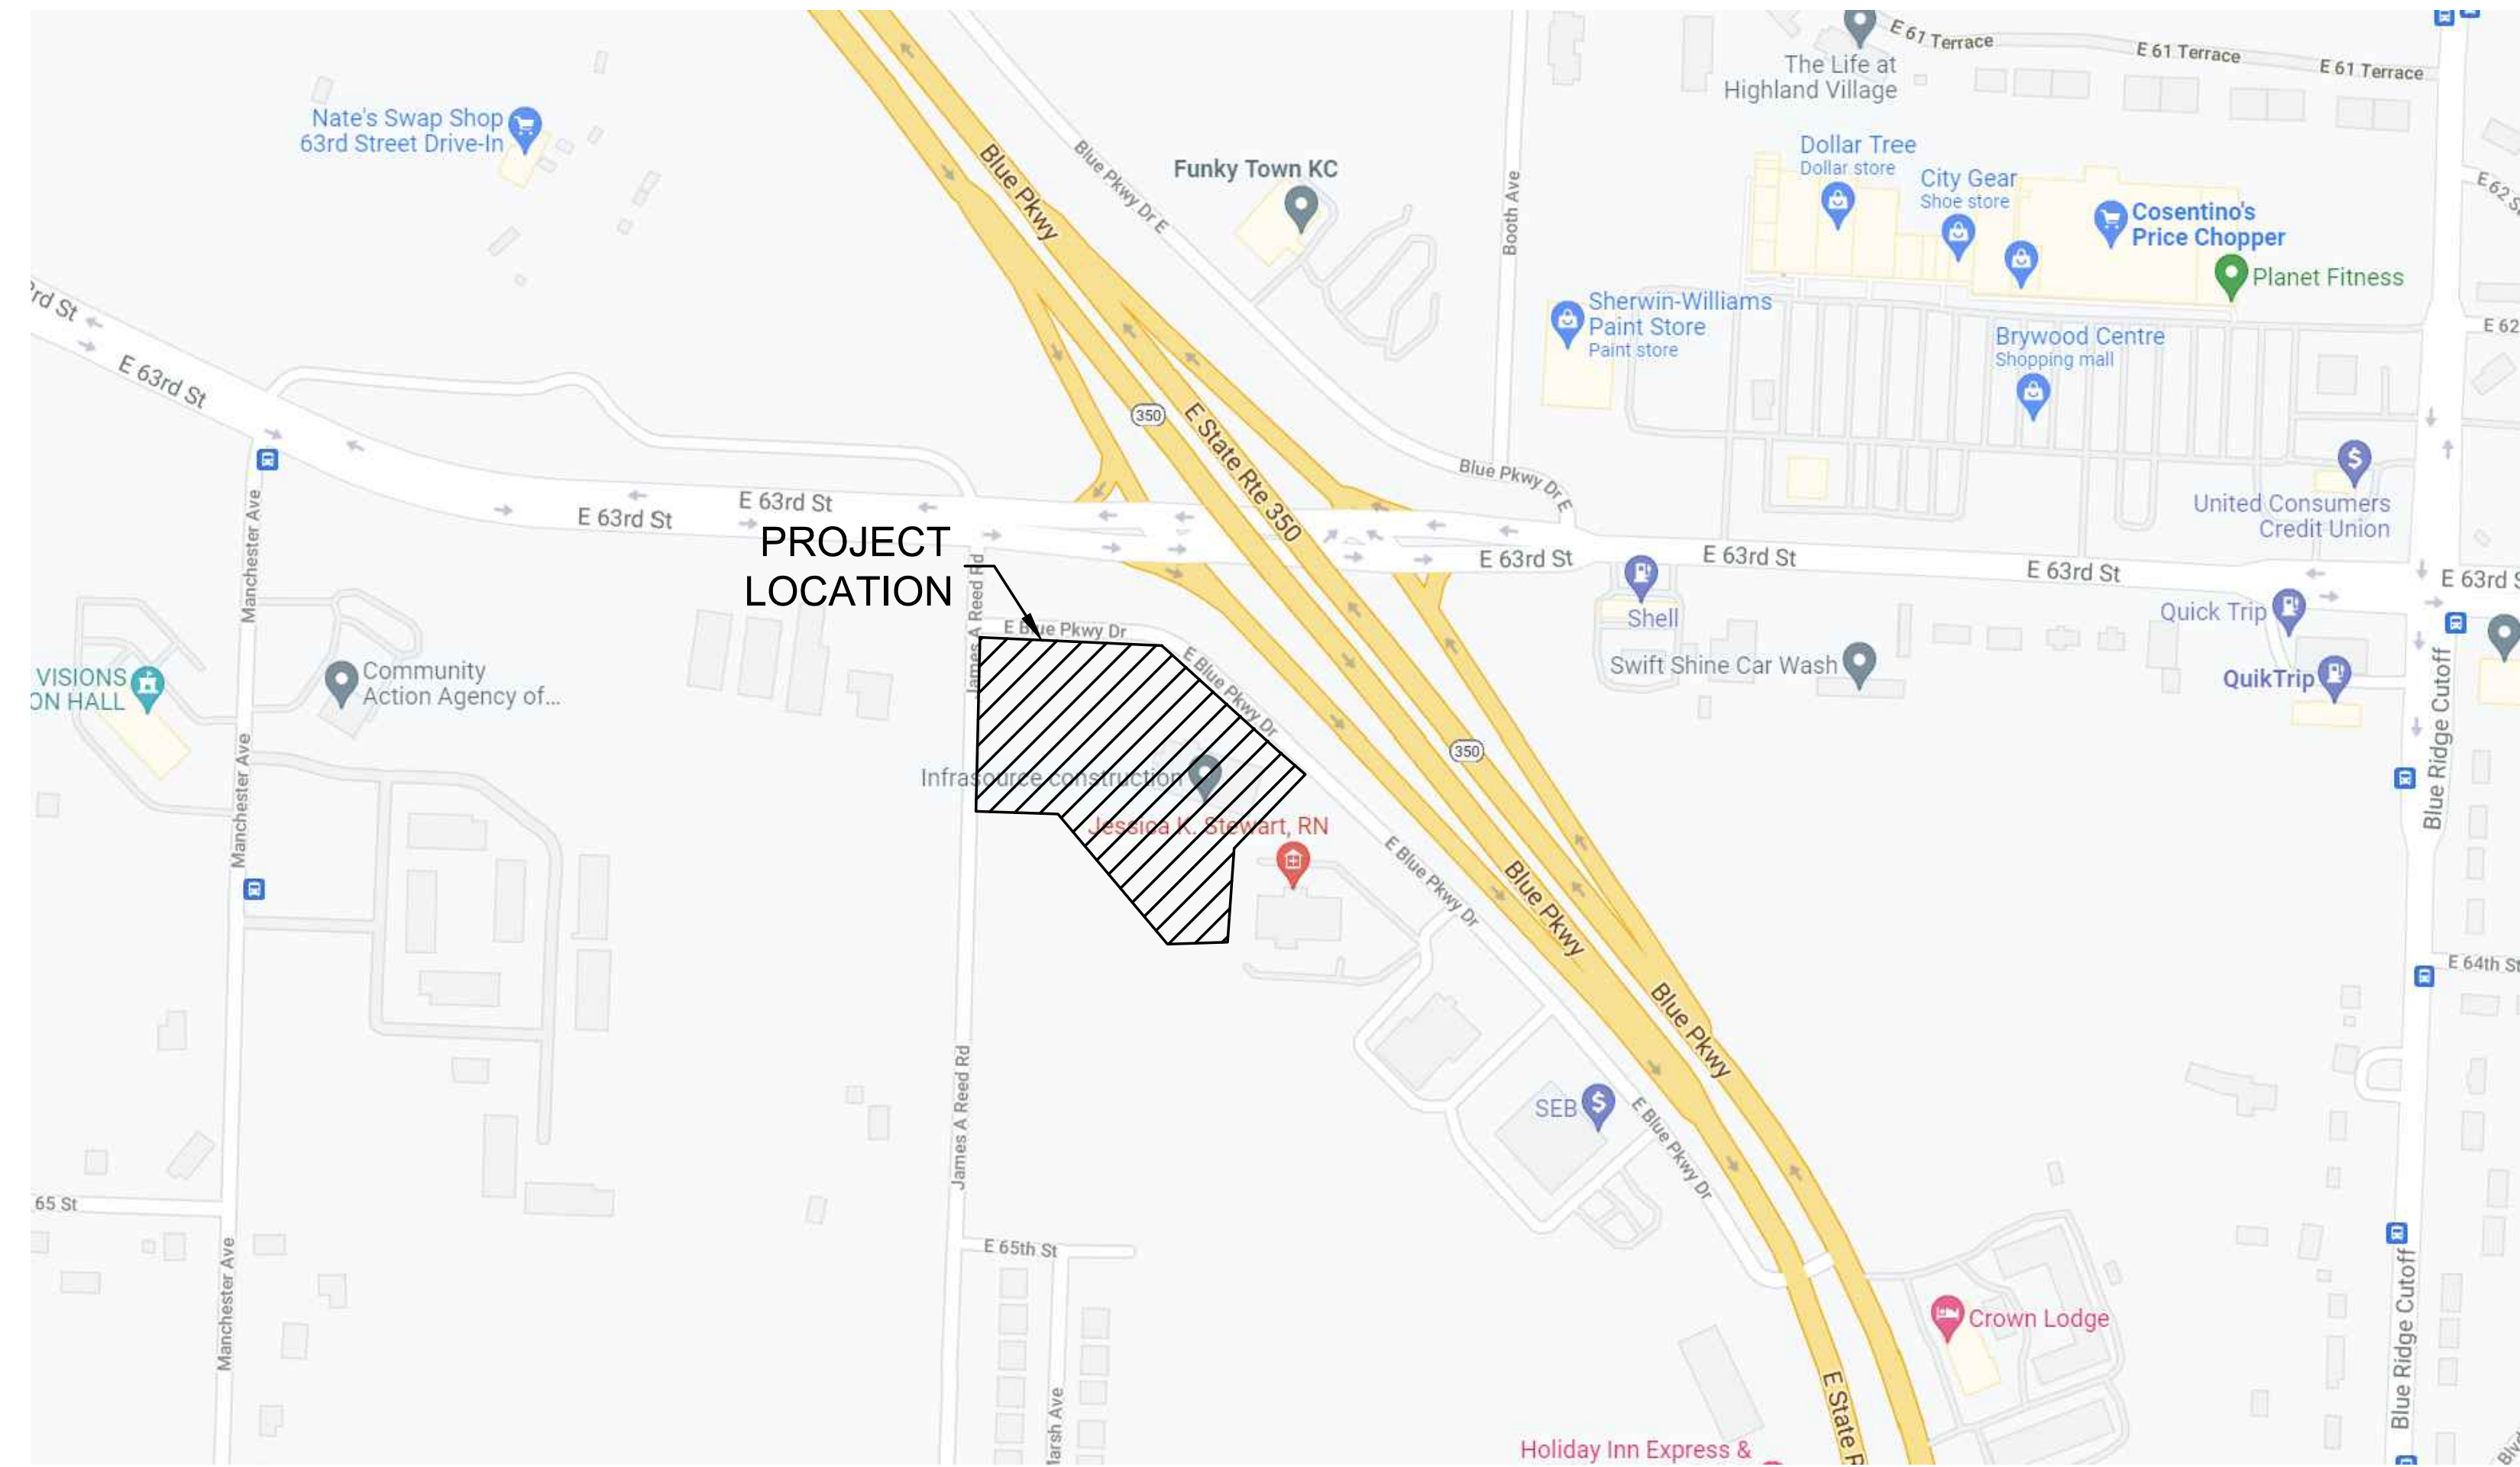 E 61 Terrace
E 61 Terrace
E 61 Terrace
The Life at
Highland Village
Nate's Swap Shop
63rd Street Drive-In
Blue Pkwy
Blue Pkwy Dr E
Funky Town KC
Booth Ave
Dollar Tree
Dollar store
City Gear
Shoe store
Cosentino's
Price Chopper
Planet Fitness
Sherwin-Williams
Paint Store
Paint store
Brywood Centre
Shopping mall
E 62
E 63rd St
350
E State Rte 350
Blue Pkwy Dr E
United Consumers
Credit Union
E 63rd St
E 63rd St
E 63rd St
E 63rd St
E 63rd St
E 63rd
PROJECT
LOCATION
Manchester Ave
James A Reed Rd
E Blue Pkwy Dr
E Blue Pkwy Dr
Shell
Quick Trip
Swift Shine Car Wash
QuikTrip
Blue Ridge Cutoff
VISIONS
ON HALL
Community
Action Agency of...
Manchester Ave
350
Infrasource construction
Jessica K. Stewart, RN
E Blue Pkwy Dr
Blue Pkwy
E 64th St
Blue Pkwy
James A Reed Rd
SEB
E Blue Pkwy Dr
65 St
E 65th St
Manchester Ave
Crown Lodge
Blue Ridge Cutoff
E State R
Holiday Inn Express &